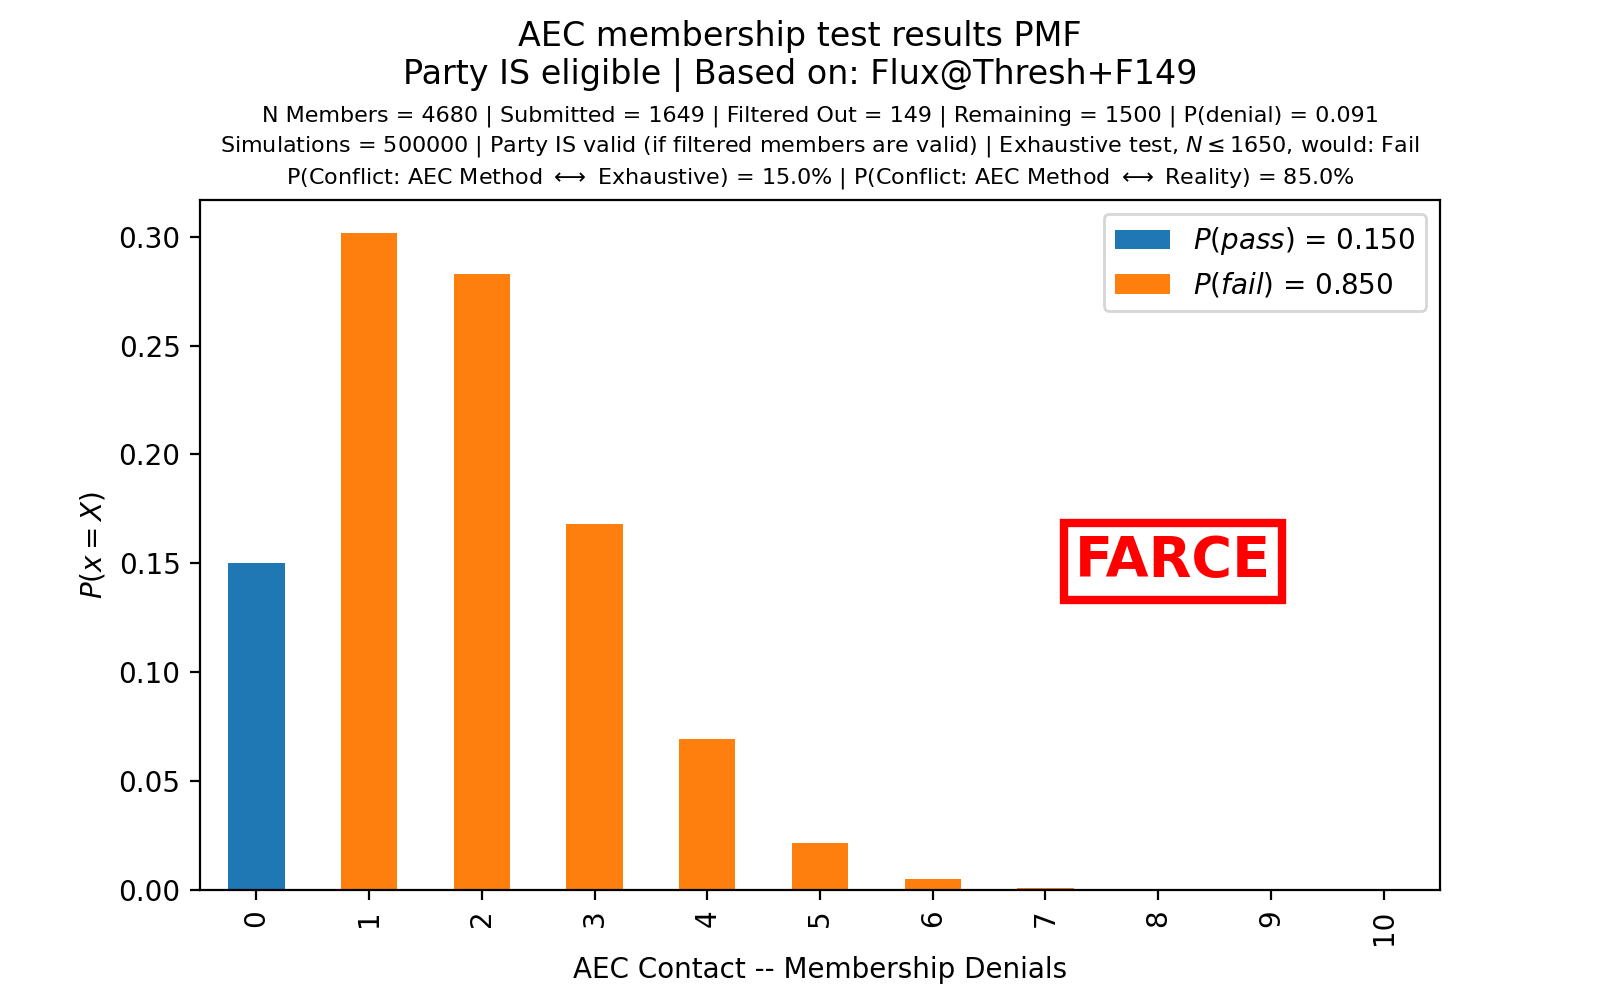 AEC membership test results PMF
Party IS eligible | Based on: Flux@Thresh+F149
N Members = 4680 | Submitted = 1649 | Filtered Out = 149 | Remaining = 1500 | P(denial) = 0.091
Simulations = 500000 | Party IS valid (if filtered members are valid) | Exhaustive test, N ≤ 1650, would: Fail
P(Conflict: AEC Method ⟷ Exhaustive) = 15.0% | P(Conflict: AEC Method ⟷ Reality) = 85.0%
P(pass) = 0.150
P(fail) = 0.850
FARCE
P(x = X)
0.30
0.25
0.20
0.15
0.10
0.05
0.00
0 1 2 3 4 5 6 7 8 9 10
AEC Contact -- Membership Denials